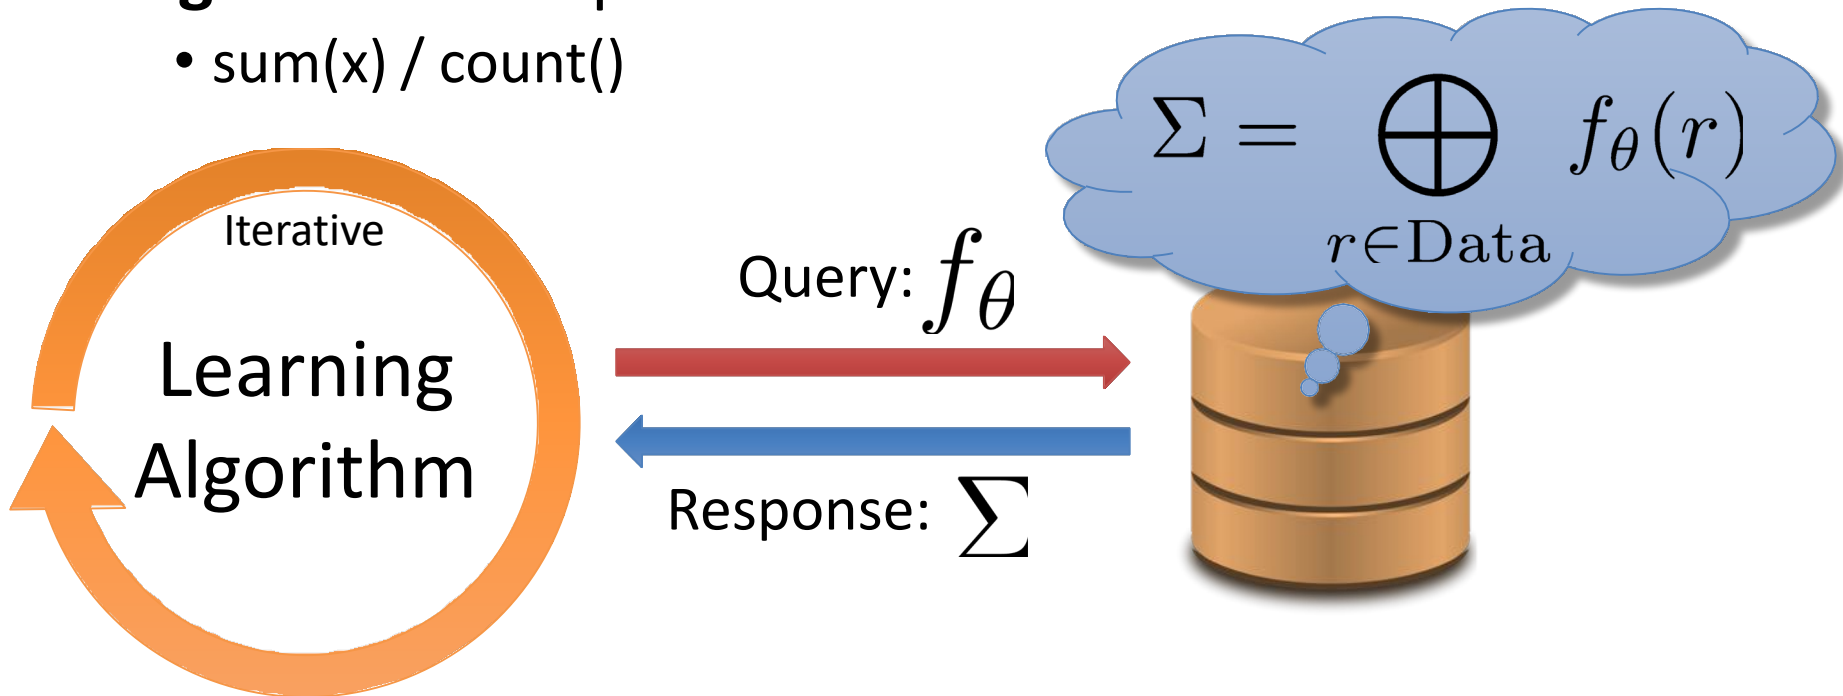 • sum(x) / count()
Σ = ⊕ f_θ(r)
r∈Data
Iterative
Query: f_θ
Learning
Algorithm
Response: Σ